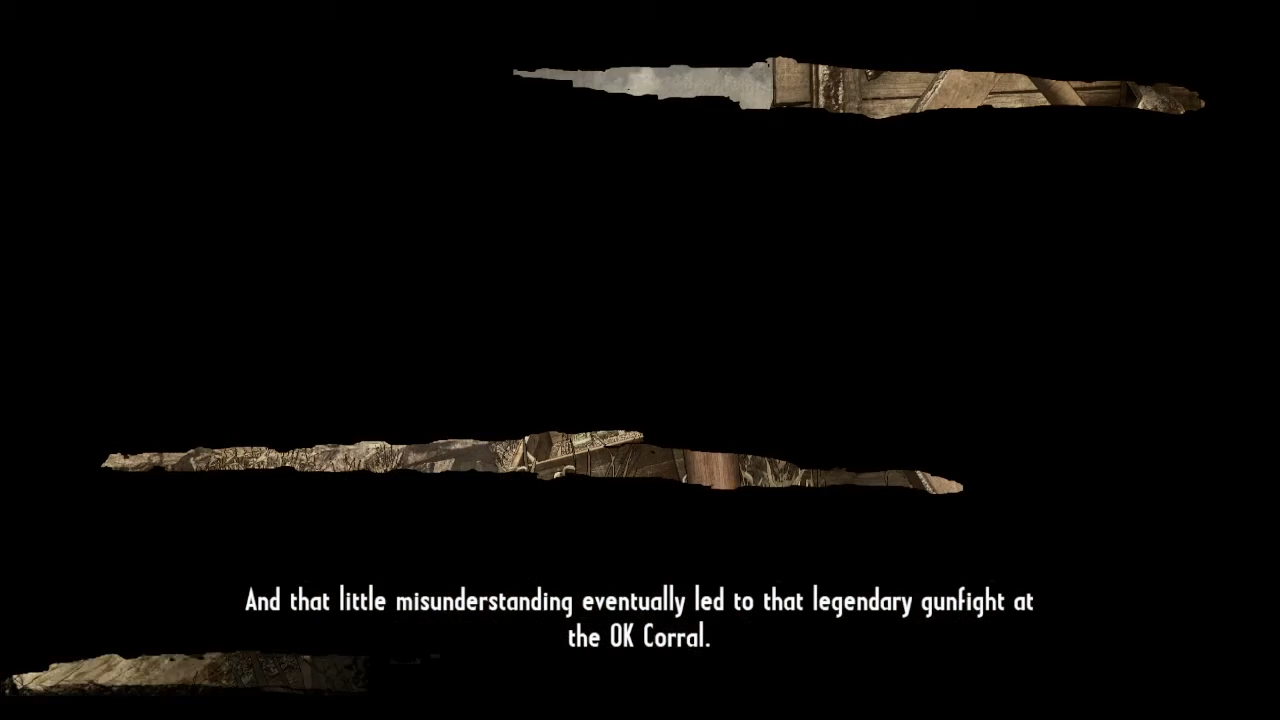 And that little misunderstanding eventually led to that legendary gunfight at
the OK Corral.